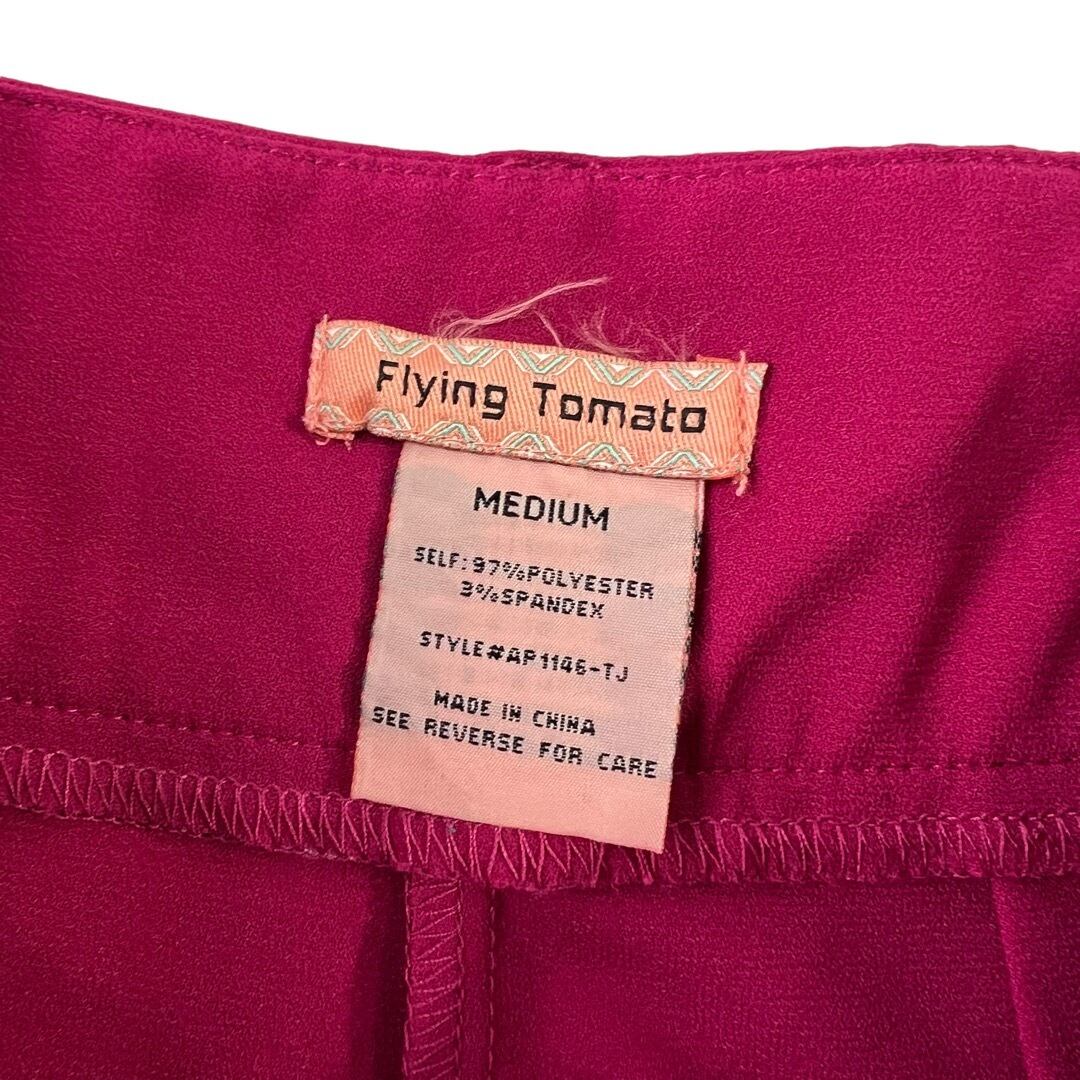 Flying Tomato
MEDIUM
SELF: 97%POLYESTER
3%SPANDEX
STYLE#AP1146-TJ
MADE IN CHINA
SEE REVERSE FOR CARE